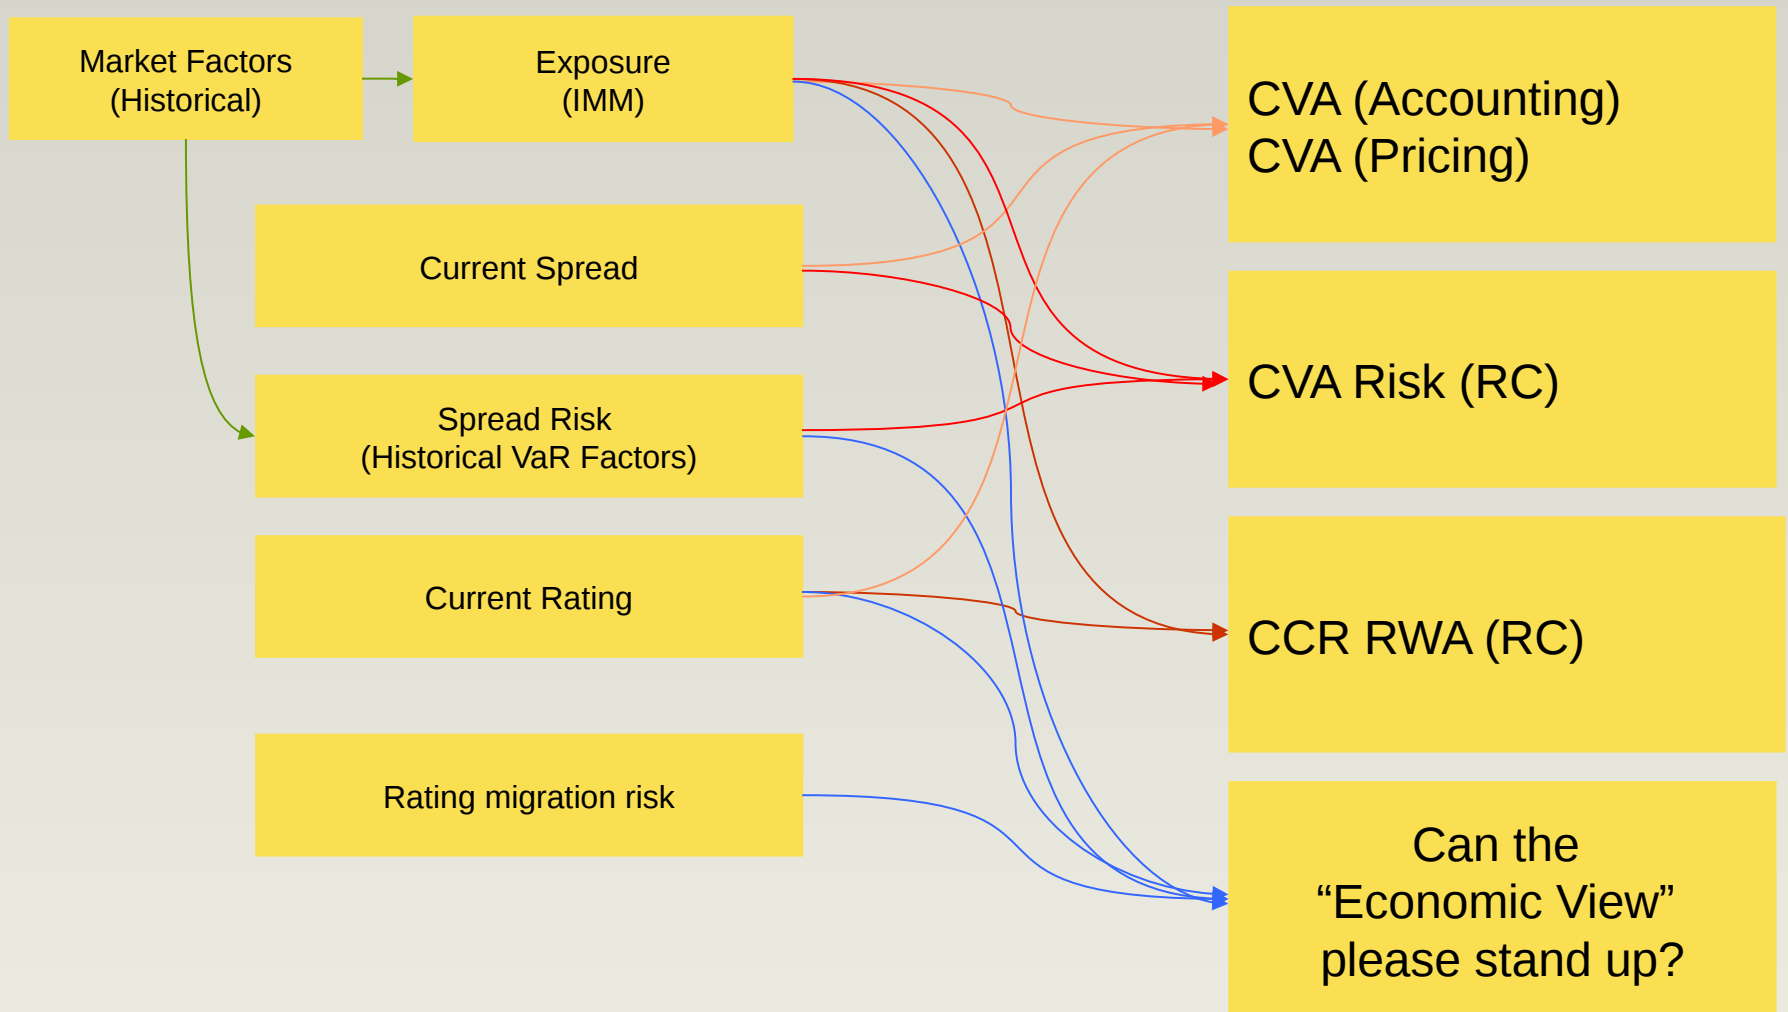 Market Factors
(Historical)
Exposure
(IMM)
Current Spread
Spread Risk
(Historical VaR Factors)
Current Rating
Rating migration risk
CVA (Accounting)
CVA (Pricing)
CVA Risk (RC)
CCR RWA (RC)
Can the
“Economic View”
please stand up?